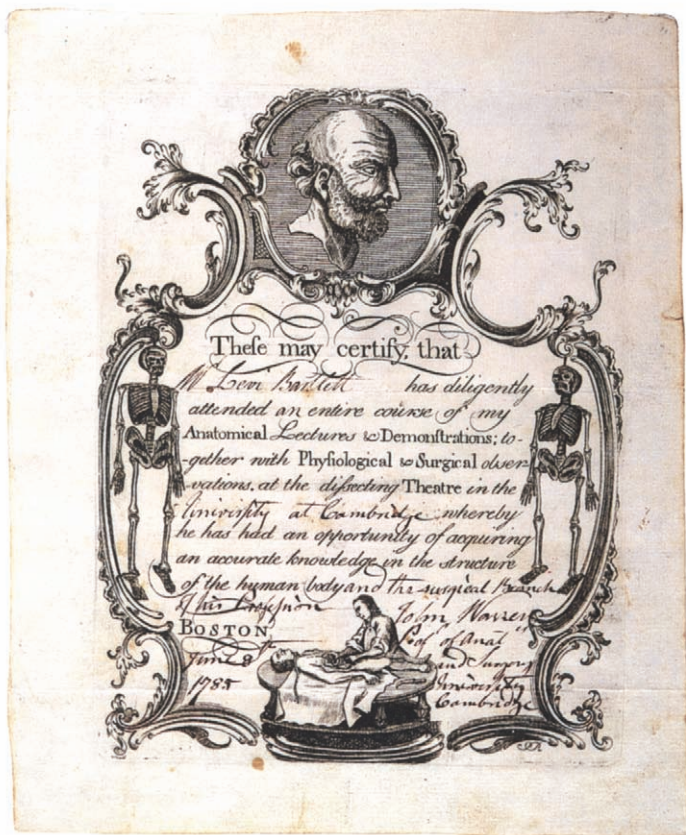 Theſe may certify, that
Mr. Levi Bartlett has diligently
attended an entire course of my
Anatomical Lectures & Demonſtrations; to-
-gether with Phyſiological & Surgical obser-
vations, at the diſsecting Theatre in the
University at Cambridge whereby
he has had an opportunity of acquiring
an accurate knowledge in the structure
of the human body and the surgical Branch
of his Profession John Warren
BOSTON, Prof. of Anat
June 8th and Surgery
1785 University
Cambridge